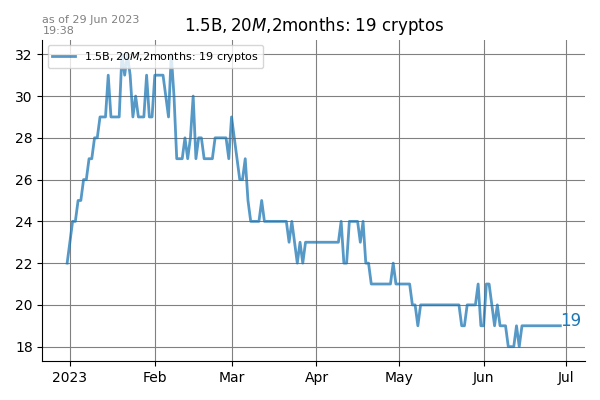 as of 29 Jun 2023
19:38
1.5B, 20M,2months: 19 cryptos
1.5B, 20M,2months: 19 cryptos
32
30
28
26
24
22
20
18
19
2023
Feb
Mar
Apr
May
Jun
Jul